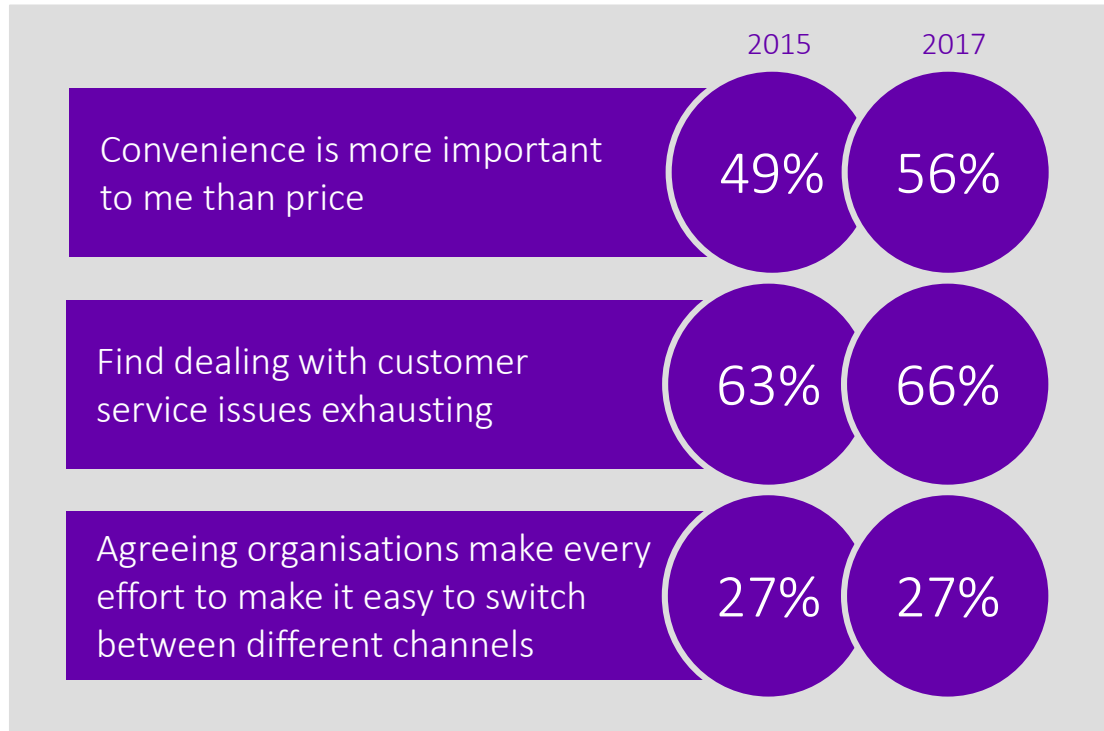 2015 2017
Convenience is more important
to me than price
49% 56%
Find dealing with customer
service issues exhausting
63% 66%
Agreeing organisations make every
effort to make it easy to switch
between different channels
27% 27%